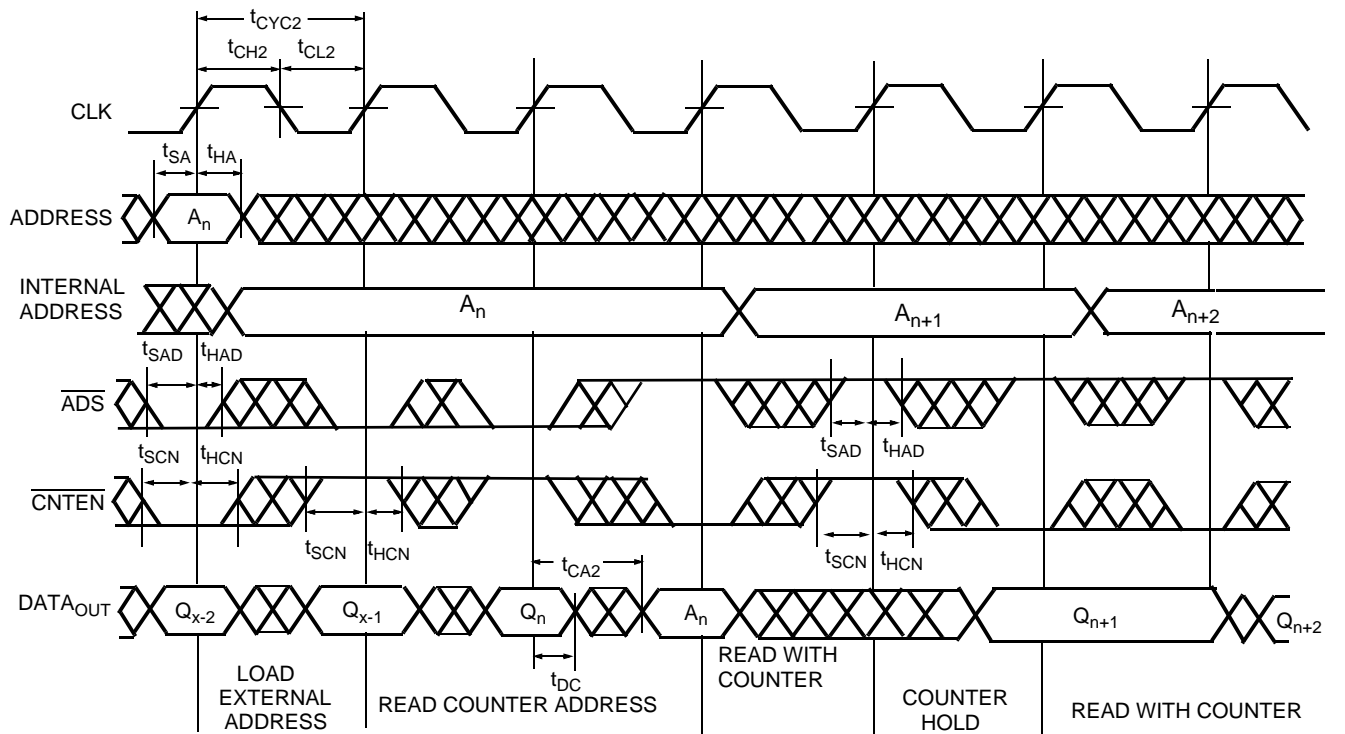 tCYC2
tCH2 tCL2
CLK
tSA tHA
ADDRESS An
INTERNAL
ADDRESS
An An+1 An+2
tSAD tHAD
ADS
tSAD tHAD
tSCN tHCN
CNTEN
tSCN tHCN tSCN tHCN
tCA2
DATAOUT Qx-2 Qx-1 Qn An Qn+1 Qn+2
tDC
LOAD
EXTERNAL
ADDRESS
READ COUNTER ADDRESS
READ WITH
COUNTER
COUNTER
HOLD
READ WITH COUNTER